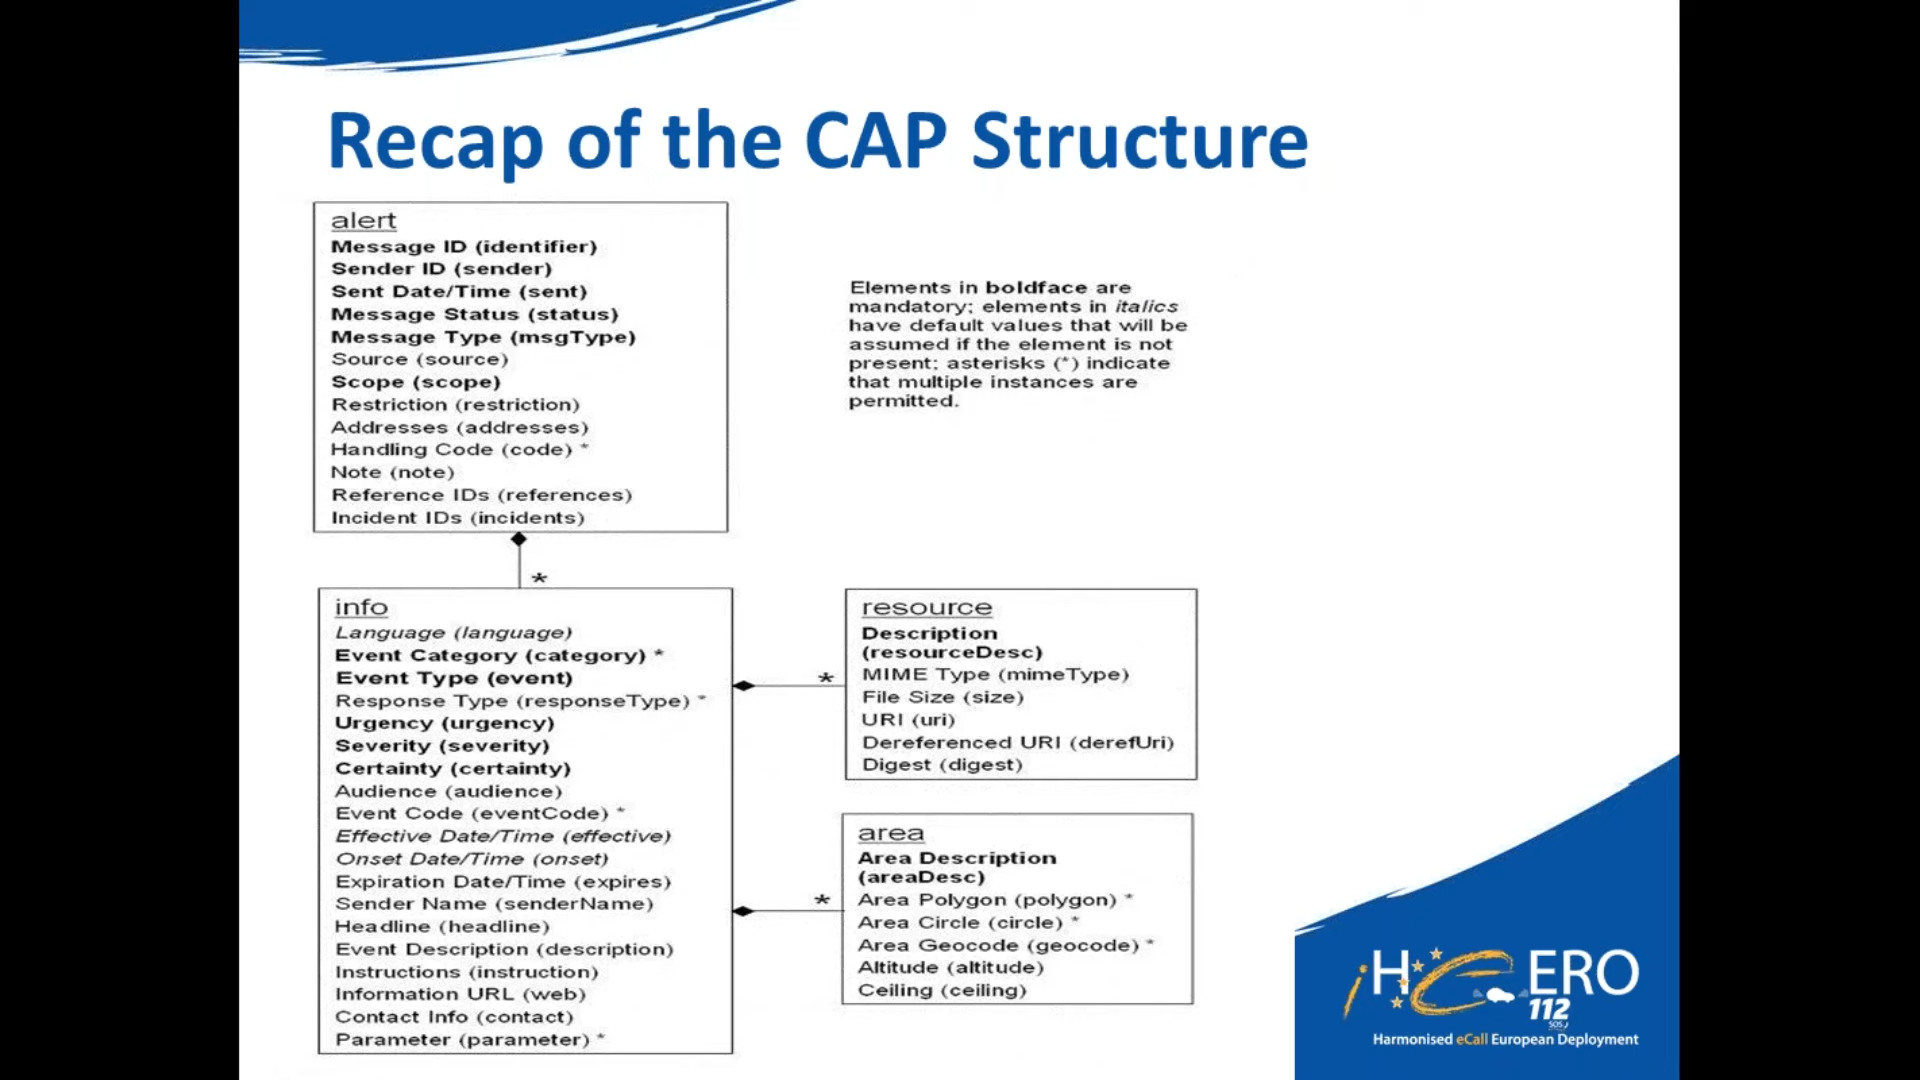 Recap of the CAP Structure
alert
Message ID (identifier)
Sender ID (sender)
Sent Date/Time (sent)
Message Status (status)
Message Type (msgType)
Source (source)
Scope (scope)
Restriction (restriction)
Addresses (addresses)
Handling Code (code) *
Note (note)
Reference IDs (references)
Incident IDs (incidents)
Elements in boldface are
mandatory; elements in italics
have default values that will be
assumed if the element is not
present; asterisks (*) indicate
that multiple instances are
permitted.
*
info
Language (language)
Event Category (category) *
Event Type (event)
Response Type (responseType) *
Urgency (urgency)
Severity (severity)
Certainty (certainty)
Audience (audience)
Event Code (eventCode) *
Effective Date/Time (effective)
Onset Date/Time (onset)
Expiration Date/Time (expires)
Sender Name (senderName)
Headline (headline)
Event Description (description)
Instructions (instruction)
Information URL (web)
Contact Info (contact)
Parameter (parameter) *
*
resource
Description
(resourceDesc)
MIME Type (mimeType)
File Size (size)
URI (uri)
Dereferenced URI (derefUri)
Digest (digest)
*
area
Area Description
(areaDesc)
Area Polygon (polygon) *
Area Circle (circle) *
Area Geocode (geocode) *
Altitude (altitude)
Ceiling (ceiling)
iHeERO
112
SOS
Harmonised eCall European Deployment